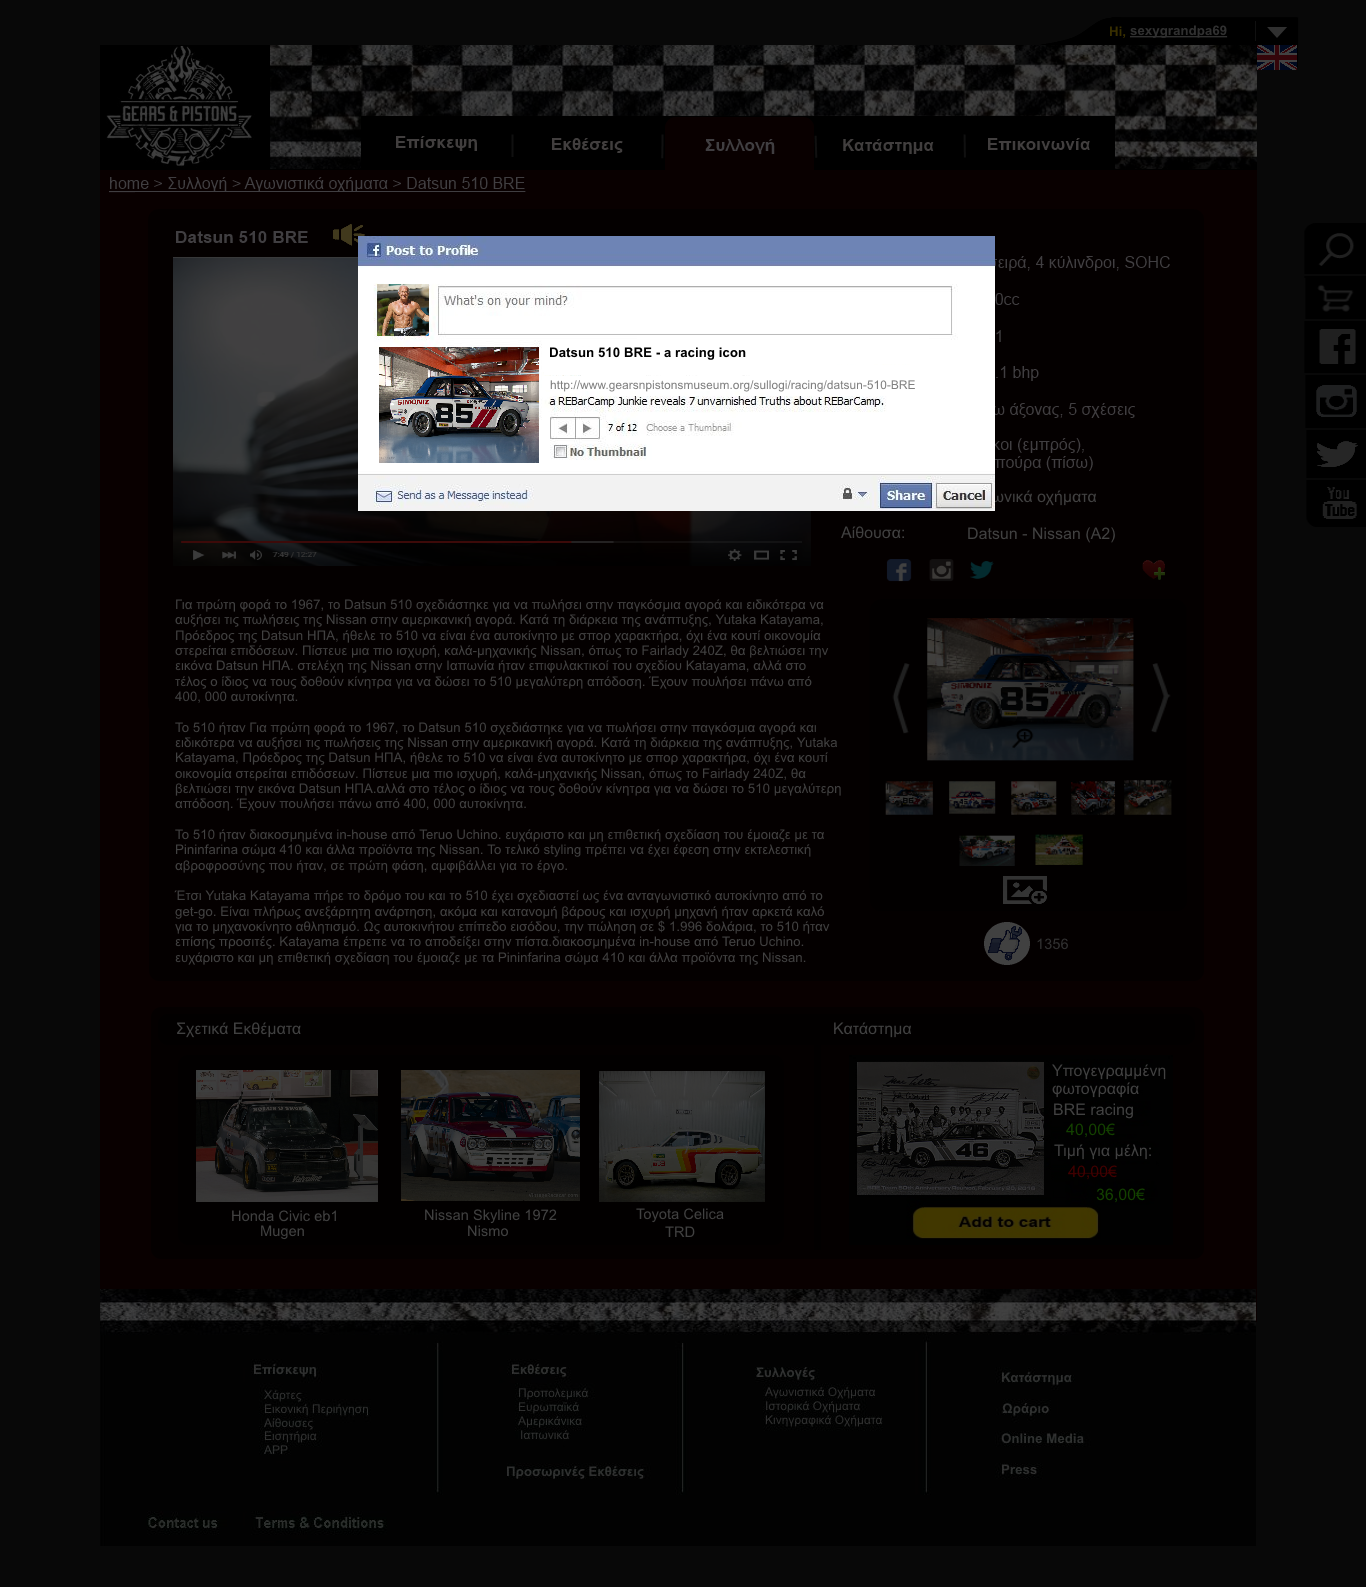 Hi, sexygrandpa69
GEARS & PISTONS
Επίσκεψη
Εκθέσεις
Συλλογή
Κατάστημα
Επικοινωνία
home > Συλλογή > Αγωνιστικά οχήματα > Datsun 510 BRE
Datsun 510 BRE
Post to Profile
What's on your mind?
Datsun 510 BRE - a racing icon
http://www.gearsnpistonsmuseum.org/sullogi/racing/datsun-510-BRE
a REBarCamp Junkie reveals 7 unvarnished Truths about REBarCamp.
7 of 12 Choose a Thumbnail
No Thumbnail
Send as a Message instead
Share
Cancel
SIMONIZ
85
σειρά, 4 κύλινδροι, SOHC
0cc
1
.1 bhp
άξονας, 5 σχέσεις
κοι (εμπρός),
πούρα (πίσω)
ωνικά οχήματα
Αίθουσα: Datsun - Nissan (A2)
7:49 / 12:27
You
Tube
Για πρώτη φορά το 1967, το Datsun 510 σχεδιάστηκε για να πωλήσει στην παγκόσμια αγορά και ειδικότερα να
αυξήσει τις πωλήσεις της Nissan στην αμερικανική αγορά. Κατά τη διάρκεια της ανάπτυξης, Yutaka Katayama,
Πρόεδρος της Datsun ΗΠΑ, ήθελε το 510 να είναι ένα αυτοκίνητο με σπορ χαρακτήρα, όχι ένα κουτί οικονομία
στερείται επιδόσεων. Πίστευε μια πιο ισχυρή, καλά-μηχανικής Nissan, όπως το Fairlady 240Z, θα βελτιώσει την
εικόνα Datsun ΗΠΑ. στελέχη της Nissan στην Ιαπωνία ήταν επιφυλακτικοί του σχεδίου Katayama, αλλά στο
τέλος ο ίδιος να τους δοθούν κίνητρα για να δώσει το 510 μεγαλύτερη απόδοση. Έχουν πουλήσει πάνω από
400, 000 αυτοκίνητα.
Το 510 ήταν Για πρώτη φορά το 1967, το Datsun 510 σχεδιάστηκε για να πωλήσει στην παγκόσμια αγορά και
ειδικότερα να αυξήσει τις πωλήσεις της Nissan στην αμερικανική αγορά. Κατά τη διάρκεια της ανάπτυξης, Yutaka
Katayama, Πρόεδρος της Datsun ΗΠΑ, ήθελε το 510 να είναι ένα αυτοκίνητο με σπορ χαρακτήρα, όχι ένα κουτί
οικονομία στερείται επιδόσεων. Πίστευε μια πιο ισχυρή, καλά-μηχανικής Nissan, όπως το Fairlady 240Z, θα
βελτιώσει την εικόνα Datsun ΗΠΑ.αλλά στο τέλος ο ίδιος να τους δοθούν κίνητρα για να δώσει το 510 μεγαλύτερη
απόδοση. Έχουν πουλήσει πάνω από 400, 000 αυτοκίνητα.
Το 510 ήταν διακοσμημένα in-house από Teruo Uchino. ευχάριστο και μη επιθετική σχεδίαση του έμοιαζε με τα
Pininfarina σώμα 410 και άλλα προϊόντα της Nissan. Το τελικό styling πρέπει να έχει έφεση στην εκτελεστική
αβροφροσύνης που ήταν, σε πρώτη φάση, αμφιβάλλει για το έργο.
Έτσι Yutaka Katayama πήρε το δρόμο του και το 510 έχει σχεδιαστεί ως ένα ανταγωνιστικό αυτοκίνητο από το
get-go. Είναι πλήρως ανεξάρτητη ανάρτηση, ακόμα και κατανομή βάρους και ισχυρή μηχανή ήταν αρκετά καλό
για το μηχανοκίνητο αθλητισμό. Ως αυτοκινήτου επίπεδο εισόδου, την πώληση σε $ 1.996 δολάρια, το 510 ήταν
επίσης προσιτές. Katayama έπρεπε να το αποδείξει στην πίστα.διακοσμημένα in-house από Teruo Uchino.
ευχάριστο και μη επιθετική σχεδίαση του έμοιαζε με τα Pininfarina σώμα 410 και άλλα προϊόντα της Nissan.
SIMONIZ
85
1356
Σχετικά Εκθέματα
Honda Civic eb1
Mugen
Nissan Skyline 1972
Nismo
Toyota Celica
TRD
Κατάστημα
46
Υπογεγραμμένη
φωτογραφία
BRE racing
40,00€
Τιμή για μέλη:
40,00€
36,00€
Add to cart
Επίσκεψη
Χάρτες
Εικονική Περιήγηση
Αίθουσες
Εισητήρια
APP
Εκθέσεις
Προπολεμικά
Ευρωπαϊκά
Αμερικάνικα
Ιαπωνικά
Προσωρινές Εκθέσεις
Συλλογές
Αγωνιστικά Οχήματα
Ιστορικά Οχήματα
Κινηγραφικά Οχήματα
Κατάστημα
Ωράριο
Online Media
Press
Contact us
Terms & Conditions